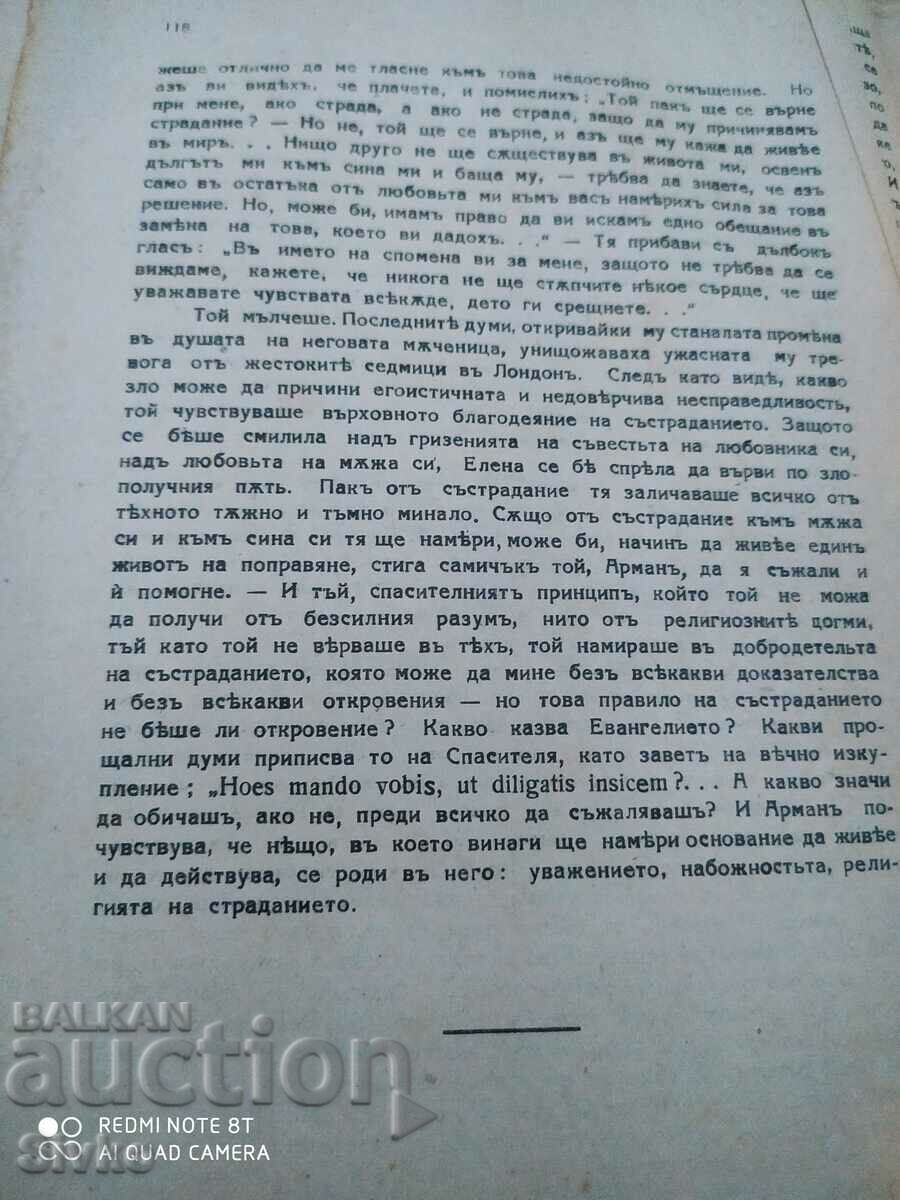 118
жеше отлично да ме тласне къмъ това недостойно отмъщение. Но
азъ ви видѣхъ, че плачета, и помислихъ: „Той пакъ ще се върне
при мене, ако страда, а ако не страда, защо да му причинявамъ
страдание? — Но не, той ще се върне, и азъ ще му кажа да живѣе
въ миръ. . . Нищо друго не ще сѫществува въ живота ми, освенъ
дългътъ ми къмъ сина ми и баща му, — трѣбва да знаете, че азъ
само въ остатъка отъ любовьта ми къмъ васъ намѣрихъ сила за това
решение. Но, може би, имамъ право да ви искамъ едно обещание въ
замѣна на това, което ви дадохъ. . .“ — Тя прибави съ дълбокъ
гласъ: „Въ името на спомена ви за мене, защото не трѣбва да се
виждаме, кажете, че никога не ще стѫпчите нѣкое сърдце, че ще
уважавате чувствата всѣкѫде, дето ги срещнете. . .“
Той мълчеше. Последнитѣ думи, откривайки му станалата промѣна
въ душата на неговата мѫченица, унищожаваха ужасната му тре-
вога отъ жестокитѣ седмици въ Лондонъ. Следъ като видѣ, какво
зло може да причини егоистичната и недовѣрчива несправедливость,
той чувствуваше върховното благодеяние на състраданието. Защото
се бѣше смилила надъ гризенията на съвестьта на любовника си,
надъ любовьта на мѫжа си, Елена се бѣ спрѣла да върви по зло-
получния пѫть. Пакъ отъ състрадание тя заличаваше всичко отъ
тѣхното тѫжно и тъмно минало. Сѫщо отъ състрадание къмъ мѫжа
си и къмъ сина си тя ще намѣри, може би, начинъ да живѣе единъ
животъ на поправяне, стига самичъкъ той, Арманъ, да я съжали и
ѝ помогне. — И тъй, спасителниятъ принципъ, който той не можа
да получи отъ безсилния разумъ, нито отъ религиознитѣ догми,
тъй като той не вѣрваше въ тѣхъ, той намираше въ добродетельта
на състраданието, която може да мине безъ всѣкакви доказателства
и безъ всѣкакви откровения — но това правило на състраданието
не бѣше ли откровение? Какво казва Евангелието? Какви про-
щални думи приписва то на Спасителя, като заветъ на вѣчно изку-
пление; „Hoes mando vobis, ut diligatis insicem?. . . А какво значи
да обичашъ, ако не, преди всичко да съжалявашъ? И Арманъ по-
чувствува, че нѣщо, въ което винаги ще намѣри основание да живѣе
и да действува, се роди въ него: уважението, набожностьта, рели-
гията на страданието.
BALKAN
auction
REDMI NOTE 8T
AI QUAD CAMERA